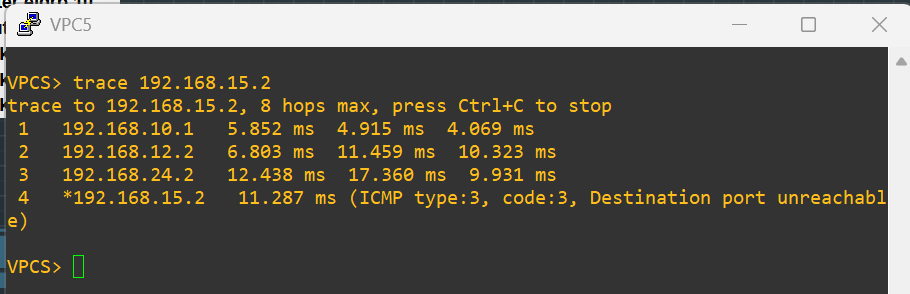 VPC5
VPCS> trace 192.168.15.2
trace to 192.168.15.2, 8 hops max, press Ctrl+C to stop
 1   192.168.10.1   5.852 ms  4.915 ms  4.069 ms
 2   192.168.12.2   6.803 ms  11.459 ms  10.323 ms
 3   192.168.24.2   12.438 ms  17.360 ms  9.931 ms
 4   *192.168.15.2   11.287 ms (ICMP type:3, code:3, Destination port unreachabl
e)
VPCS>